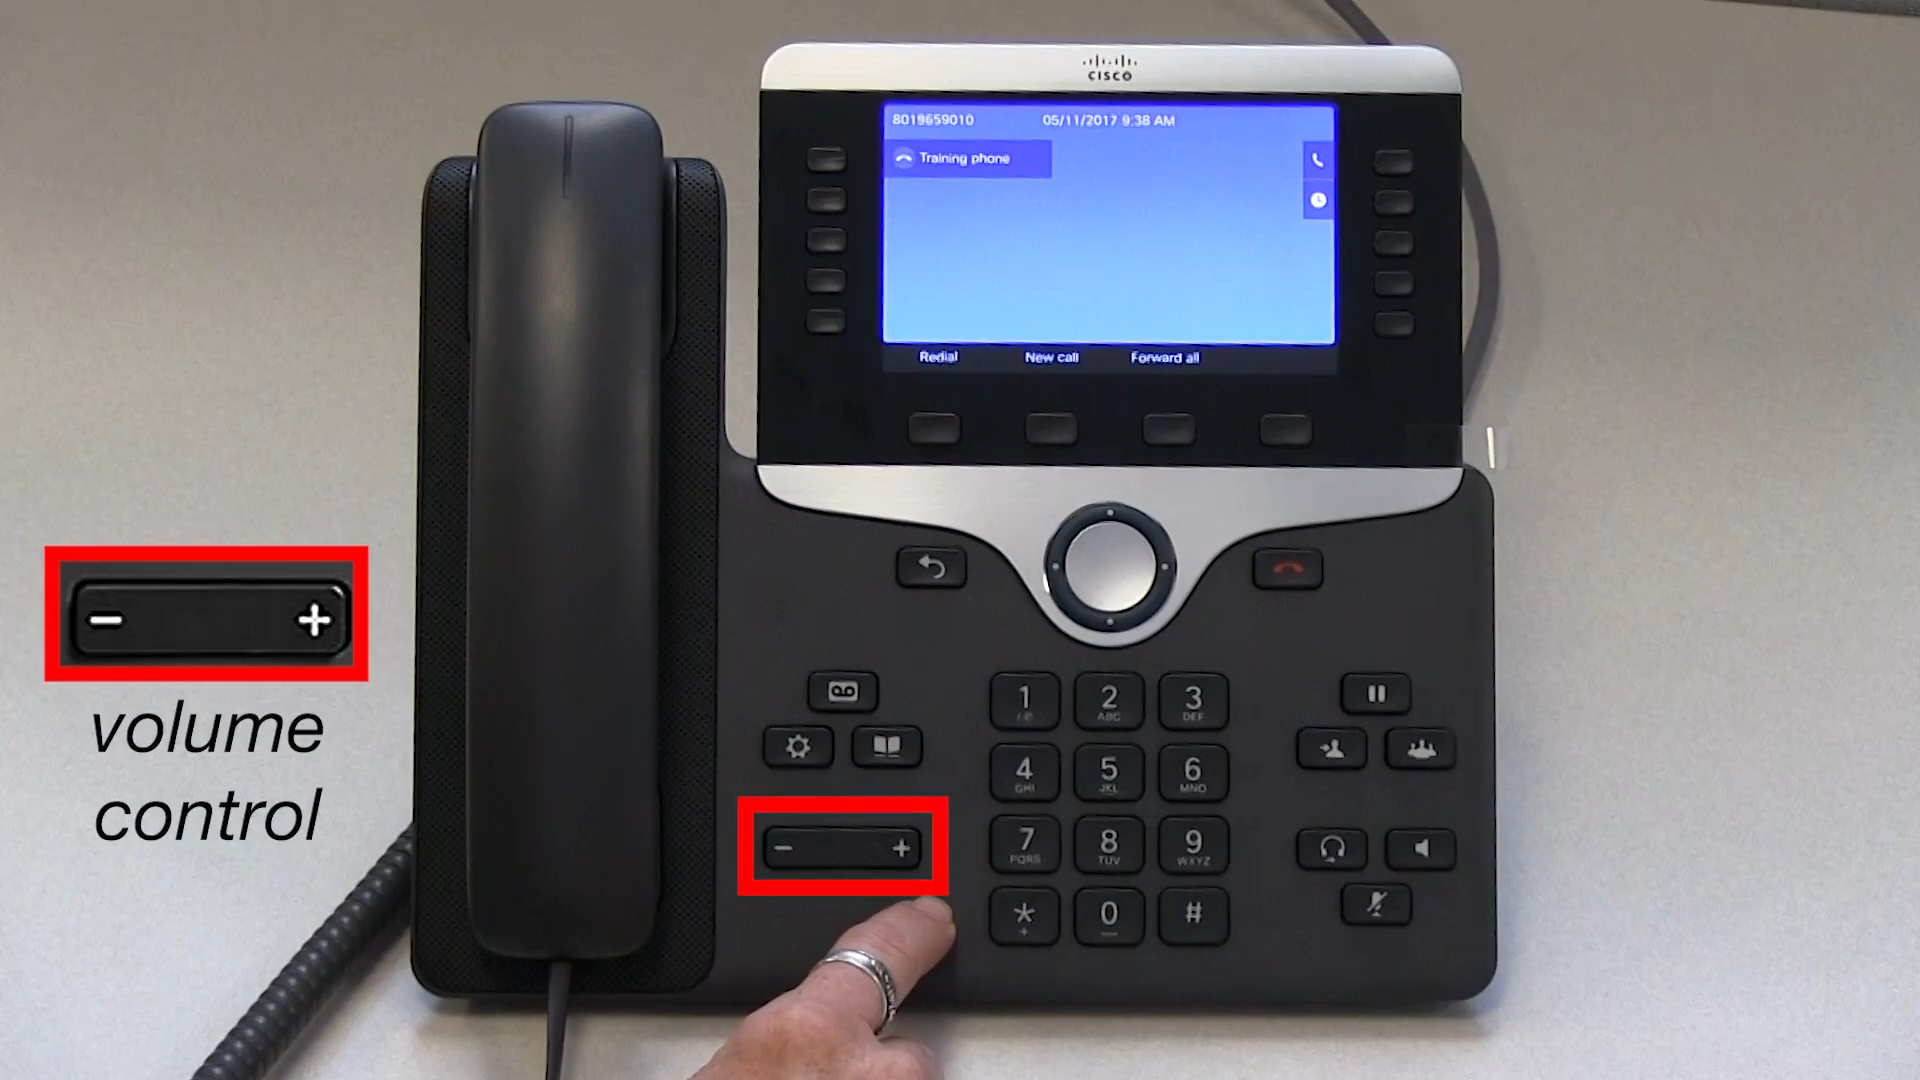 CISCO
8019659010 05/11/2017 9:38 AM
Training phone
Redial New call Forward all
volume
control
− +
− +
1 2 3
ABC DEF
4 5 6
GHI JKL MNO
7 8 9
PQRS TUV WXYZ
* 0 #
+